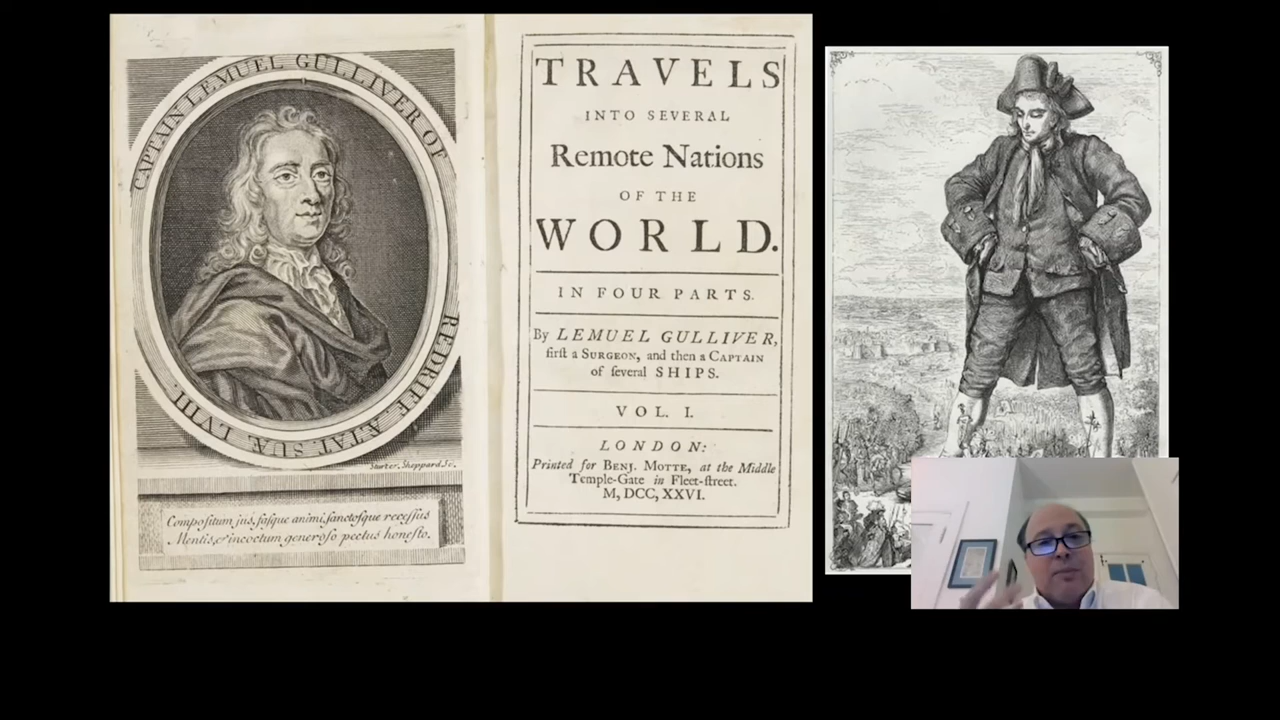 CAPTAIN LEMUEL GULLIVER OF
REDRIFF ÆTAT. SUÆ LVIII.
Sturt et. Sheppard. Sc.
Compositum jus, fasque animi, sanctosque recessus
Mentis, et incoctum generoso pectus honesto.
TRAVELS
INTO SEVERAL
Remote Nations
OF THE
WORLD.
IN FOUR PARTS.
By LEMUEL GULLIVER,
first a SURGEON, and then a CAPTAIN
of several SHIPS.
VOL. I.
LONDON:
Printed for BENJ. MOTTE, at the Middle
Temple-Gate in Fleet-street.
M, DCC, XXVI.